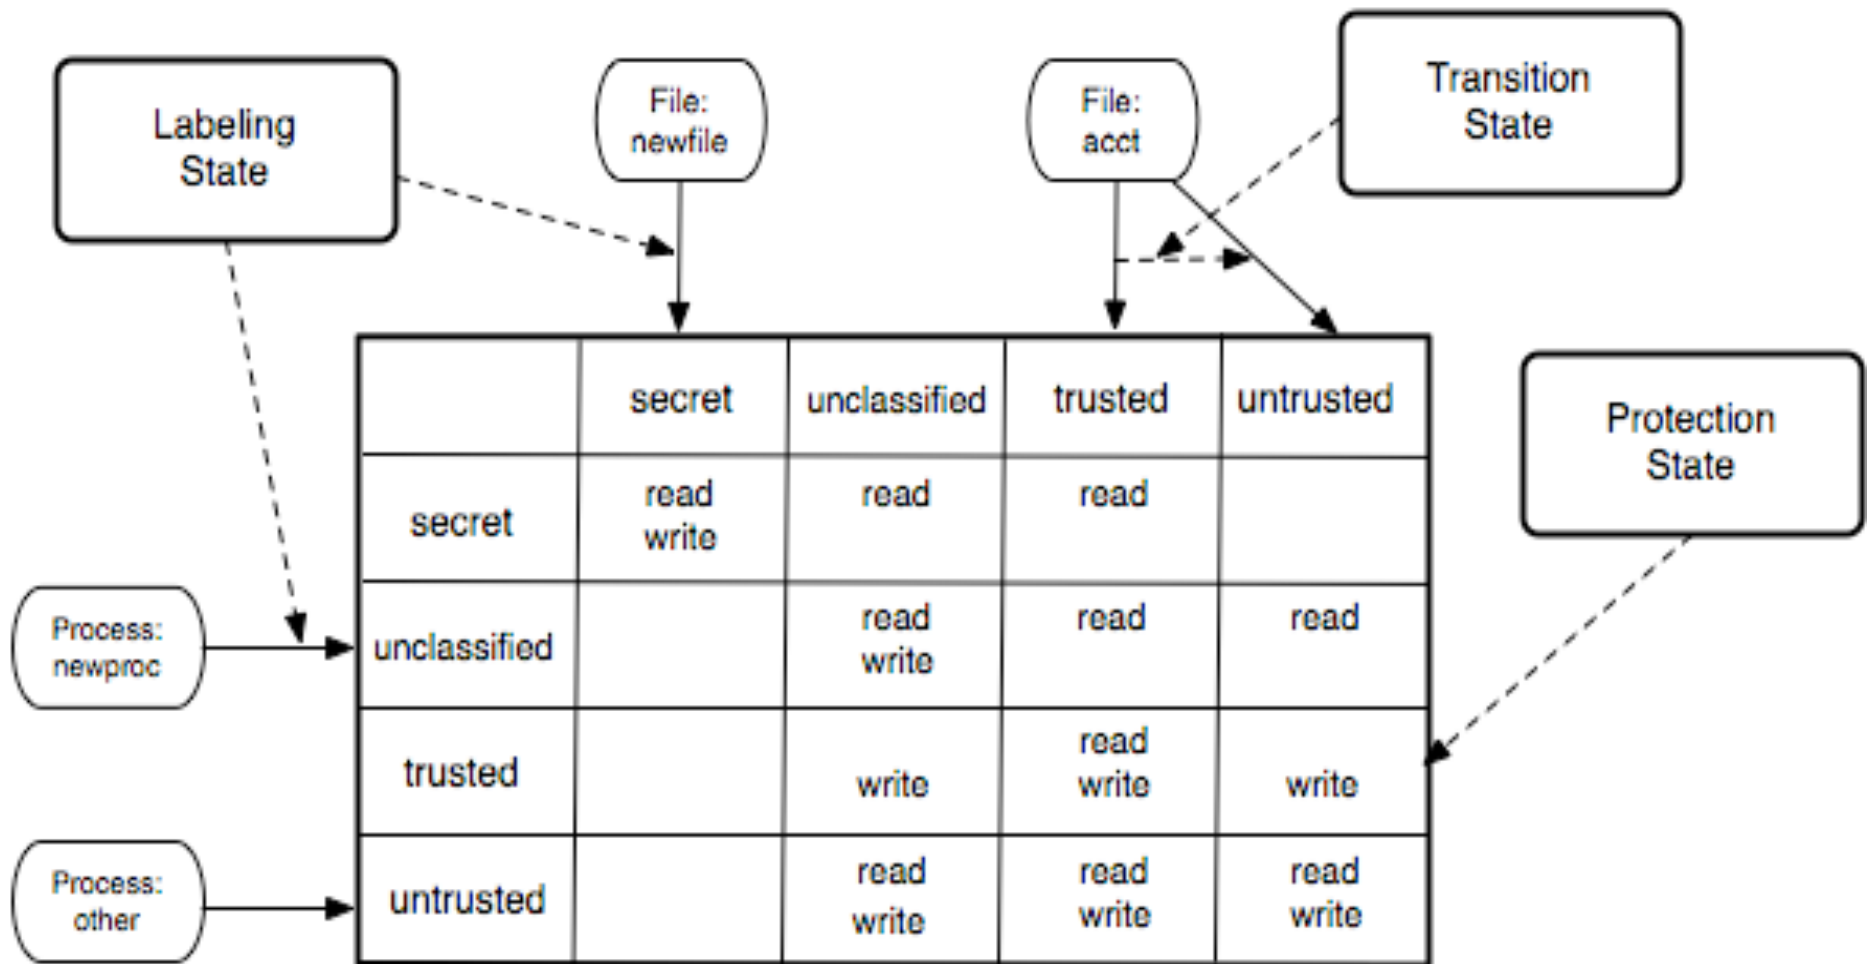 Labeling
State
File:
newfile
File:
acct
Transition
State
secret unclassified trusted untrusted
Protection
State
secret
read
write
read
read
Process:
newproc
unclassified
read
write
read
read
trusted
write
read
write
write
Process:
other
untrusted
read
write
read
write
read
write